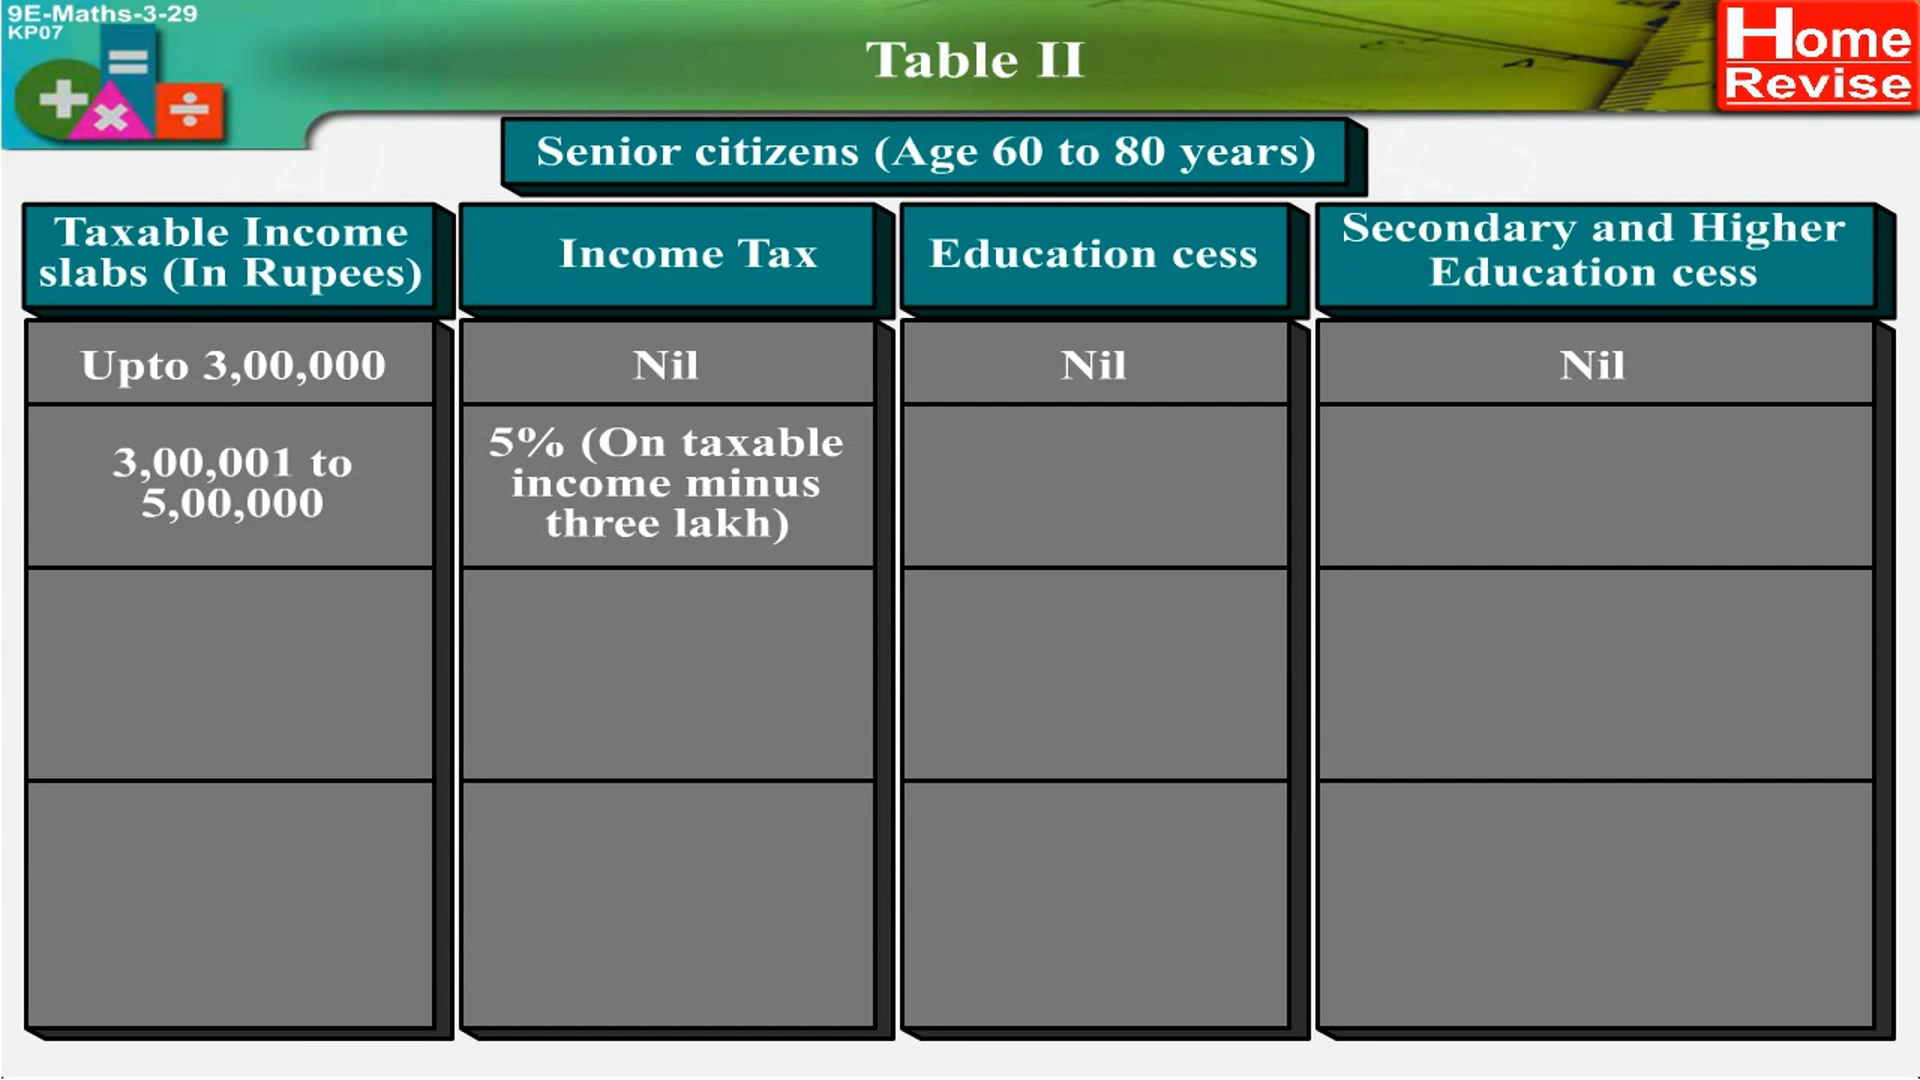 9E-Maths-3-29
KP07
Table II
Home
Revise
Senior citizens (Age 60 to 80 years)
Taxable Income
slabs (In Rupees)
Income Tax
Education cess
Secondary and Higher
Education cess
Upto 3,00,000
Nil
Nil
Nil
3,00,001 to
5,00,000
5% (On taxable
income minus
three lakh)